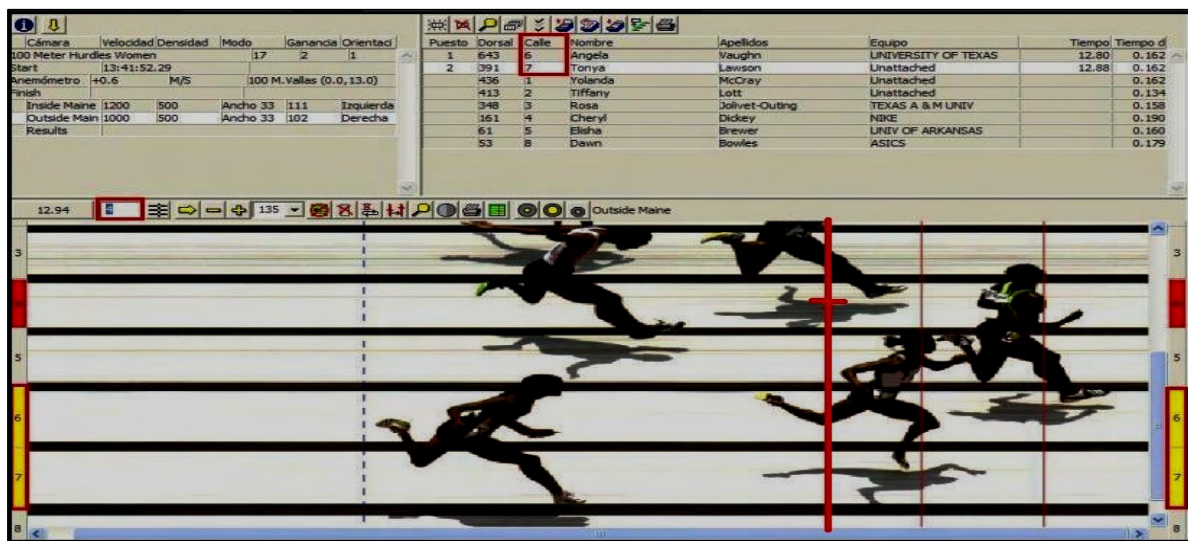 Cámara Velocidad Densidad Modo Ganancia Orientaci
100 Meter Hurdles Women 17 2 1
Start 13:41:52.29
Anemómetro +0.6 M/S 100 M. Vallas (0.0, 13.0)
Finish
Inside Maine 1200 500 Ancho 33 111 Izquierda
Outside Main 1000 500 Ancho 33 102 Derecha
Results
Puesto Dorsal Calle Nombre Apellidos Equipo Tiempo Tiempo d
1 643 6 Angela Vaughn UNIVERSITY OF TEXAS 12.80 0.162
2 391 7 Tonya Lawson Unattached 12.88 0.162
436 1 Yolanda McCray Unattached 0.162
413 2 Tiffany Lott Unattached 0.134
348 3 Rosa Jolivet-Outing TEXAS A & M UNIV 0.158
161 4 Cheryl Dickey NIKE 0.190
61 5 Elisha Brewer UNIV OF ARKANSAS 0.160
53 8 Dawn Bowles ASICS 0.179
12.94 4 135 Outside Maine
3 3
5 5
6 6
7 7
8 8